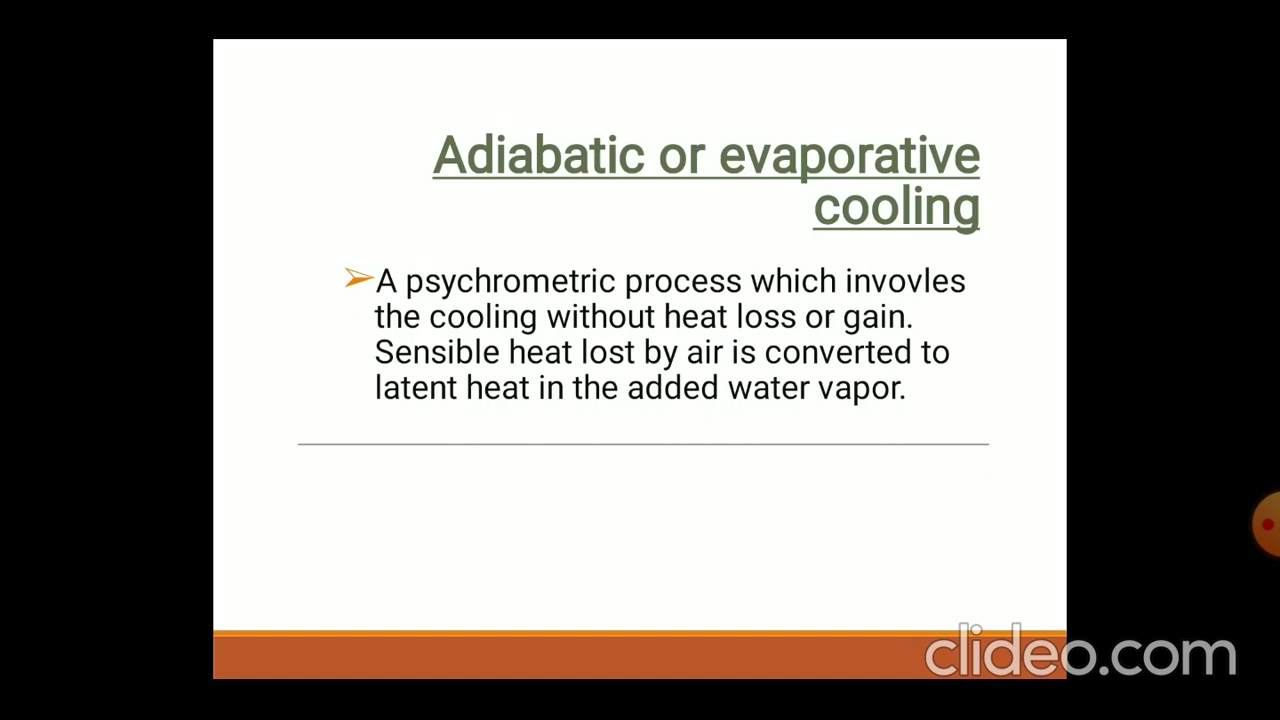 Adiabatic or evaporative
cooling
➢A psychrometric process which invovles
the cooling without heat loss or gain.
Sensible heat lost by air is converted to
latent heat in the added water vapor.
clideo.com